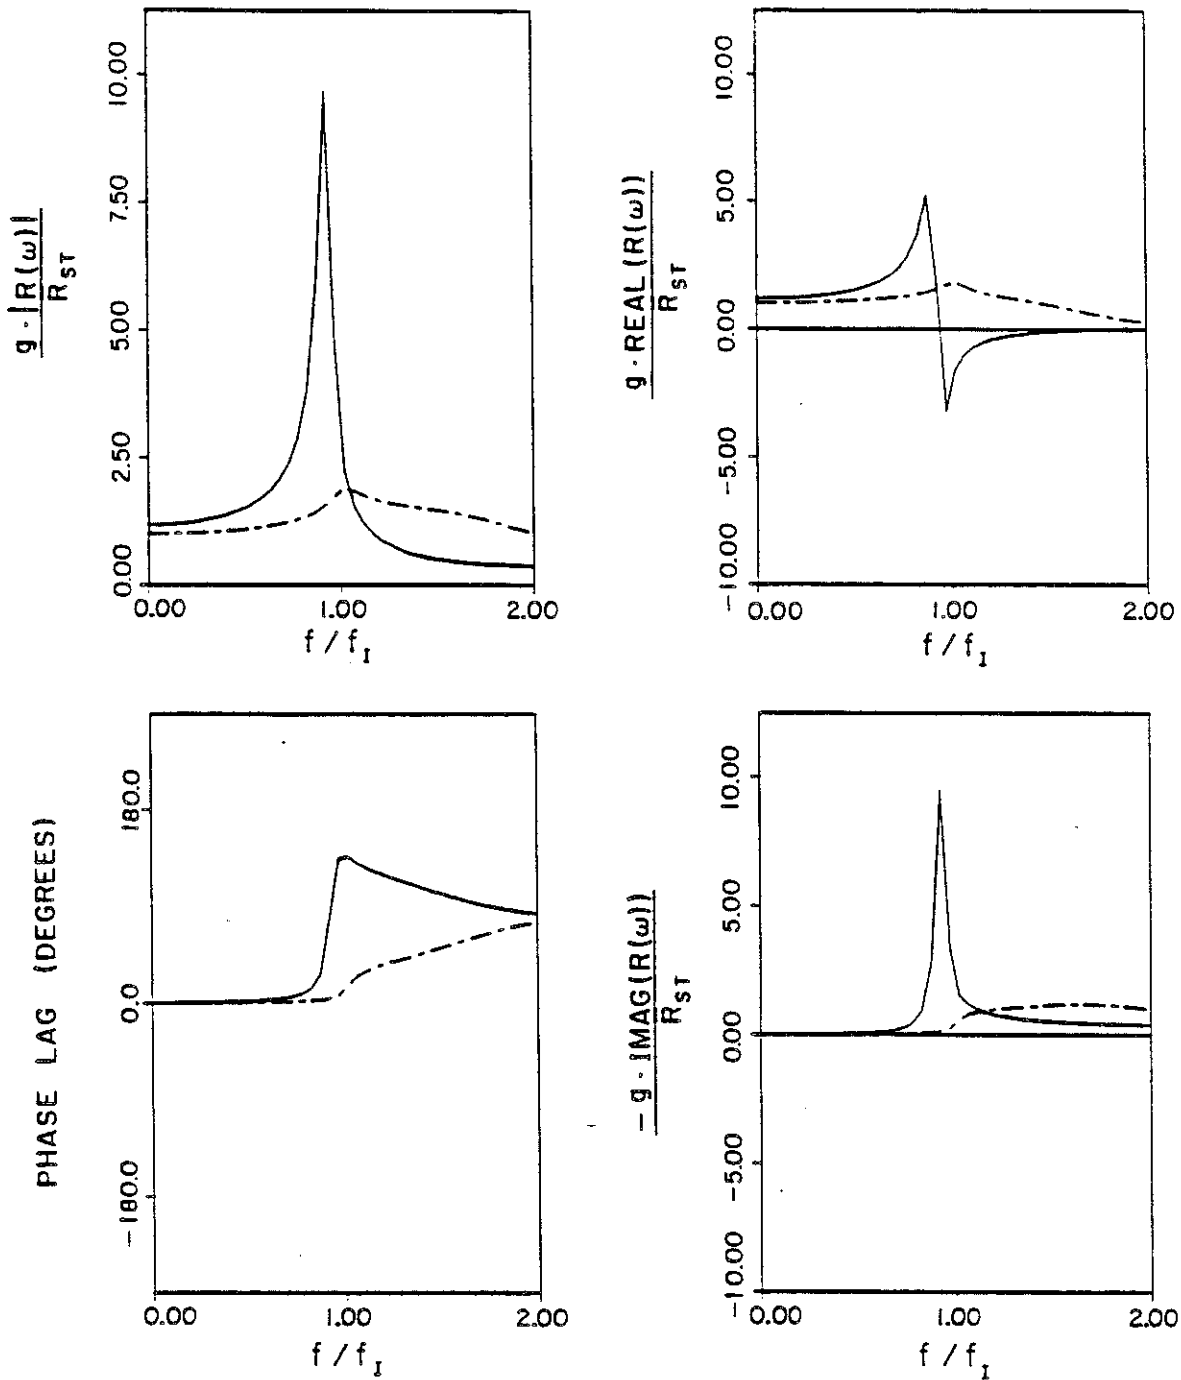 g · |R(ω)|
R_ST
10.00
7.50
5.00
2.50
0.00
0.00 1.00 2.00
f / f_I
g · REAL (R(ω))
R_ST
10.00
5.00
0.00
-5.00
-10.00
0.00 1.00 2.00
f / f_I
PHASE LAG (DEGREES)
180.0
0.0
-180.0
0.00 1.00 2.00
f / f_I
- g · IMAG (R(ω))
R_ST
10.00
5.00
0.00
-5.00
-10.00
0.00 1.00 2.00
f / f_I